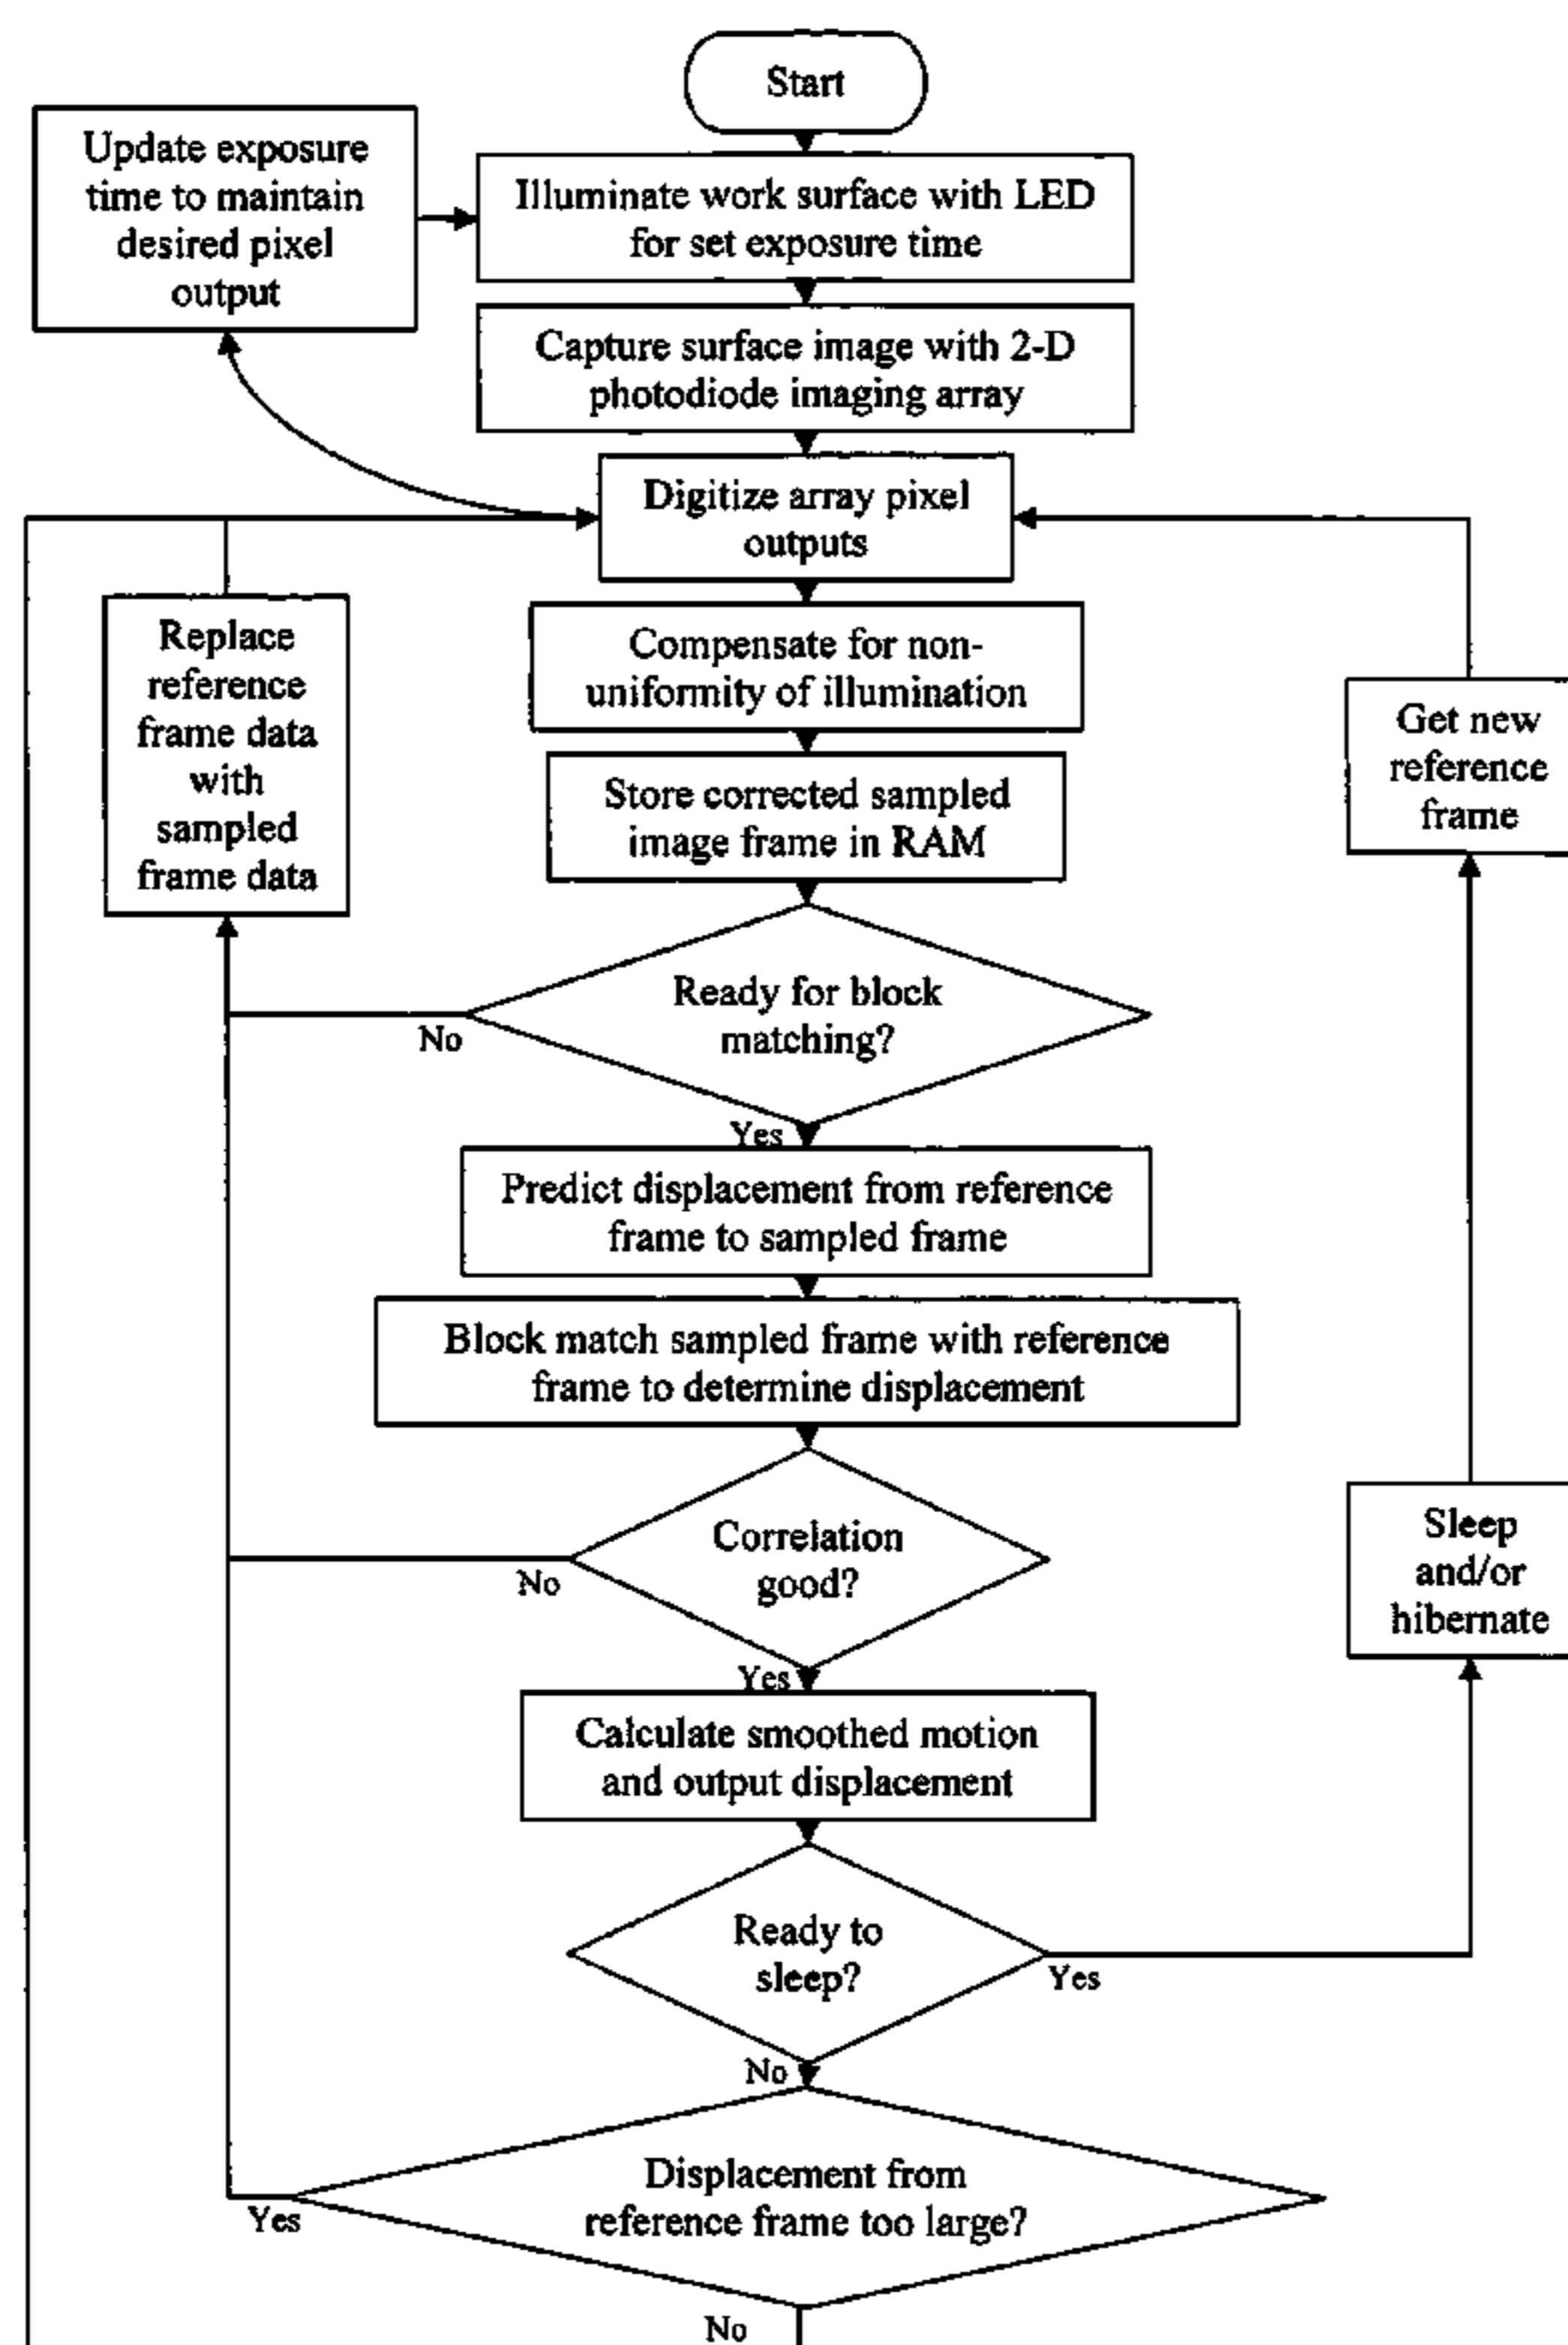 Start
Update exposure
time to maintain
desired pixel
output
Illuminate work surface with LED
for set exposure time
Capture surface image with 2-D
photodiode imaging array
Digitize array pixel
outputs
Replace
reference
frame data
with
sampled
frame data
Compensate for non-
uniformity of illumination
Get new
reference
frame
Store corrected sampled
image frame in RAM
Ready for block
matching?
No
Yes
Predict displacement from reference
frame to sampled frame
Block match sampled frame with reference
frame to determine displacement
Correlation
good?
No
Yes
Sleep
and/or
hibernate
Calculate smoothed motion
and output displacement
Ready to
sleep?
Yes
No
Displacement from
reference frame too large?
Yes
No